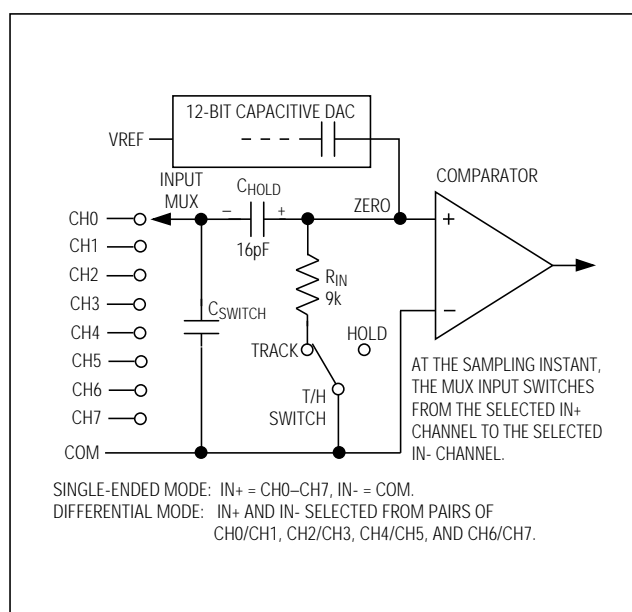 12-BIT CAPACITIVE DAC
VREF
INPUT
MUX
C_HOLD
COMPARATOR
– +
ZERO
16pF
CH0
CH1
CH2
CH3
CH4
CH5
CH6
CH7
COM
R_IN
9k
C_SWITCH
TRACK
HOLD
T/H
SWITCH
+
–
AT THE SAMPLING INSTANT,
THE MUX INPUT SWITCHES
FROM THE SELECTED IN+
CHANNEL TO THE SELECTED
IN- CHANNEL.
SINGLE-ENDED MODE: IN+ = CH0–CH7, IN- = COM.
DIFFERENTIAL MODE: IN+ AND IN- SELECTED FROM PAIRS OF
CH0/CH1, CH2/CH3, CH4/CH5, AND CH6/CH7.